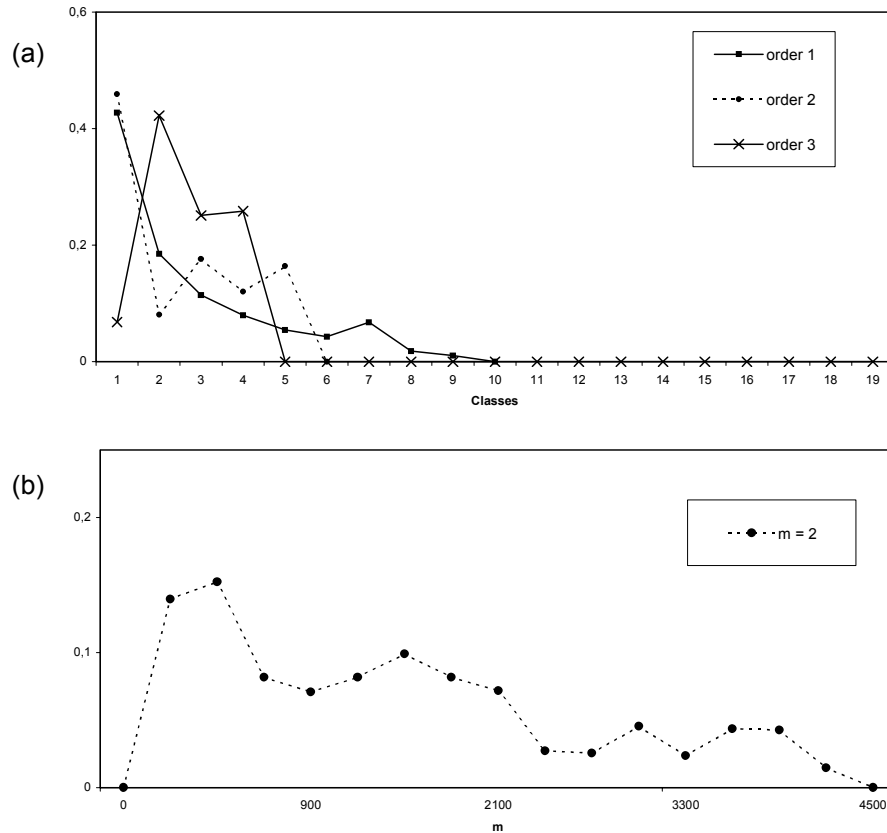 (a)
0,6
0,4
0,2
0
order 1
order 2
order 3
1 2 3 4 5 6 7 8 9 10 11 12 13 14 15 16 17 18 19
Classes
(b)
0,2
0,1
0
m = 2
0 900 2100 3300 4500
m